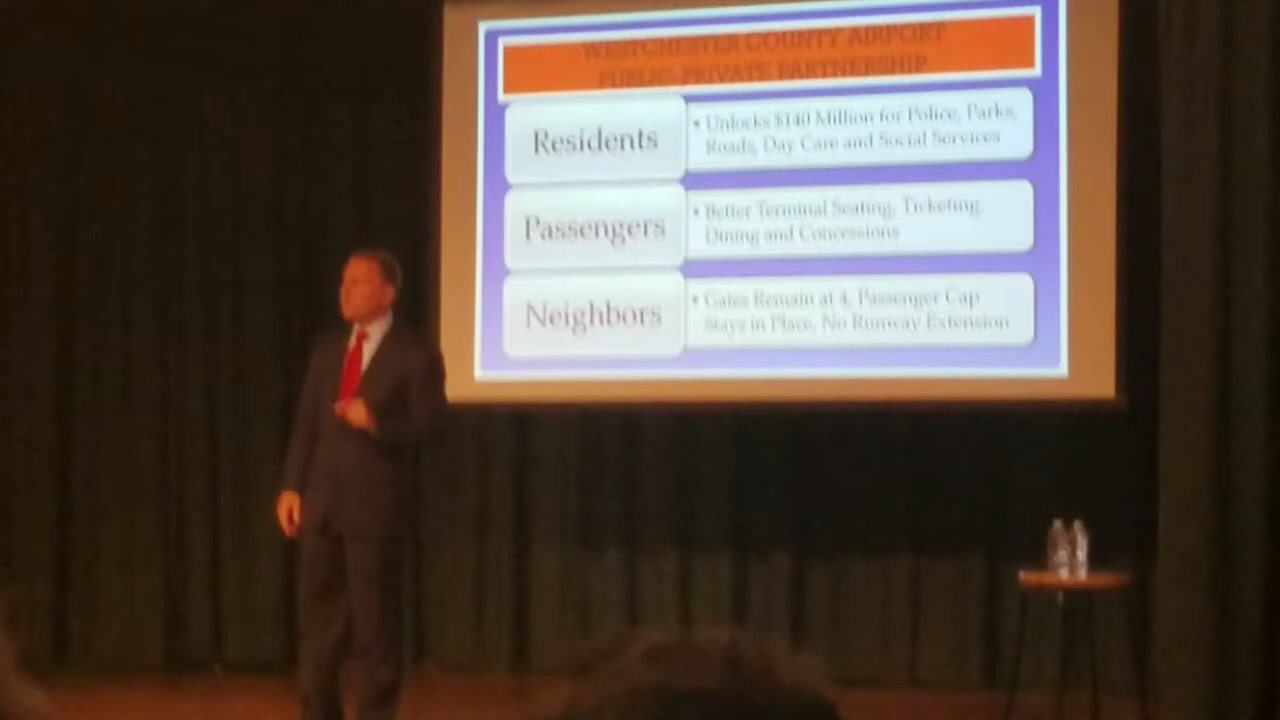 WESTCHESTER COUNTY AIRPORT
PUBLIC-PRIVATE PARTNERSHIP
Residents
• Unlocks $140 Million for Police, Parks,
Roads, Day Care and Social Services
Passengers
• Better Terminal Seating, Ticketing,
Dining and Concessions
Neighbors
• Gates Remain at 4, Passenger Cap
Stays in Place, No Runway Extension